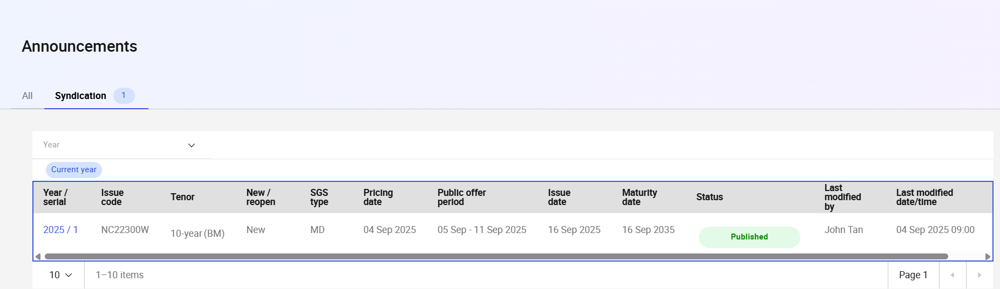 Announcements
All Syndication 1
Year
Current year
Year / serial Issue code Tenor New / reopen SGS type Pricing date Public offer period Issue date Maturity date Status Last modified by Last modified date/time
2025 / 1 NC22300W 10-year (BM) New MD 04 Sep 2025 05 Sep - 11 Sep 2025 16 Sep 2025 16 Sep 2035 Published John Tan 04 Sep 2025 09:00
10 1–10 items Page 1